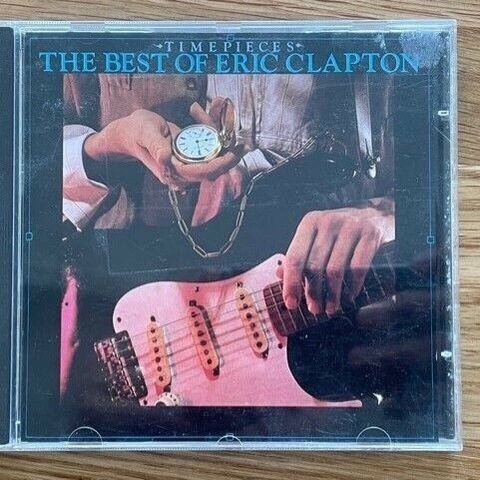 TIMEPIECES
THE BEST OF ERIC CLAPTON